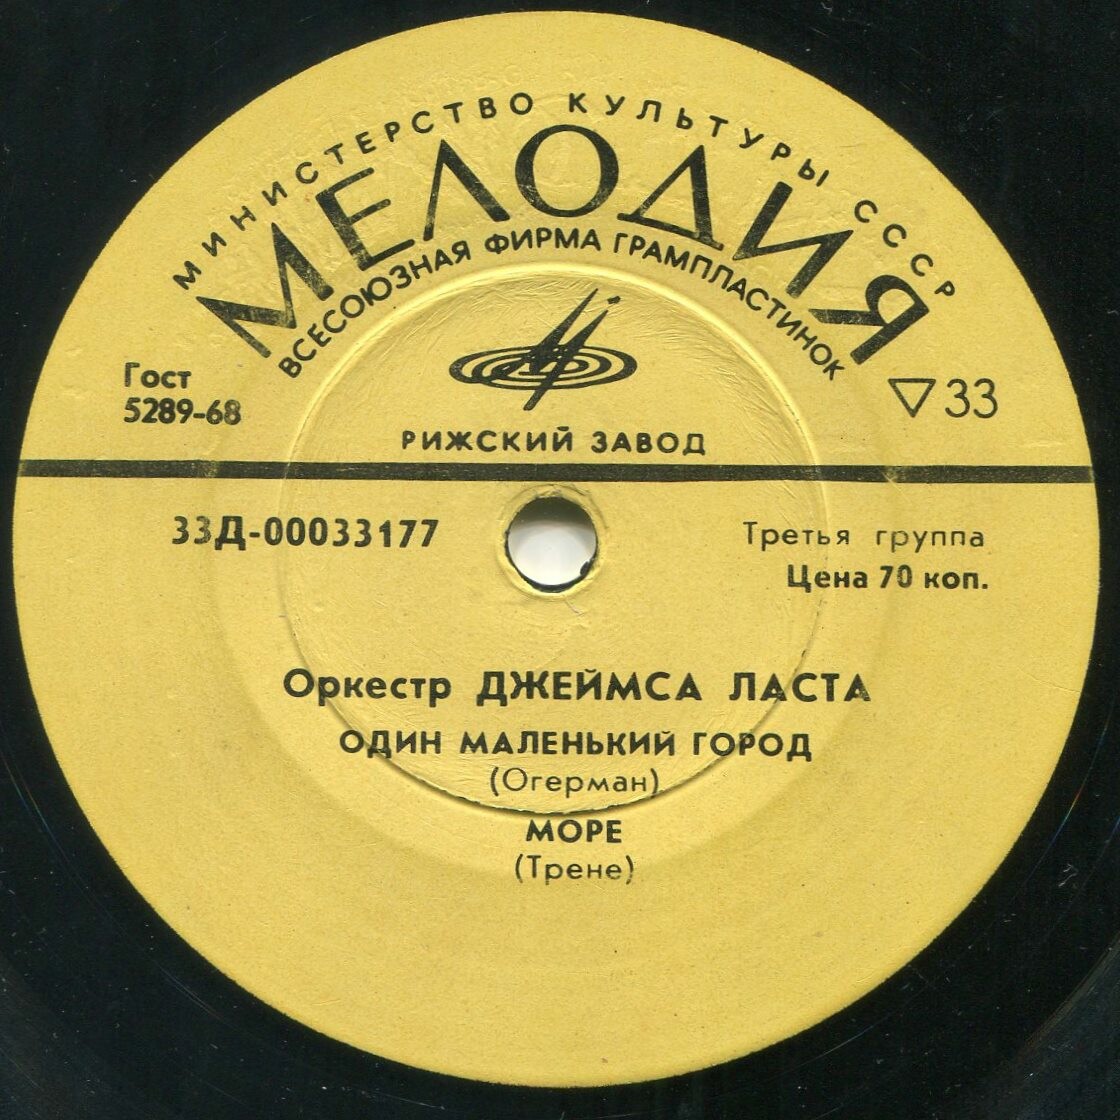 МИНИСТЕРСТВО КУЛЬТУРЫ СССР
МЕЛОДИЯ
ВСЕСОЮЗНАЯ ФИРМА ГРАМПЛАСТИНОК
Гост
5289-68
33
РИЖСКИЙ ЗАВОД
33Д-00033177
Третья группа
Цена 70 коп.
Оркестр ДЖЕЙМСА ЛАСТА
ОДИН МАЛЕНЬКИЙ ГОРОД
(Огерман)
МОРЕ
(Трене)